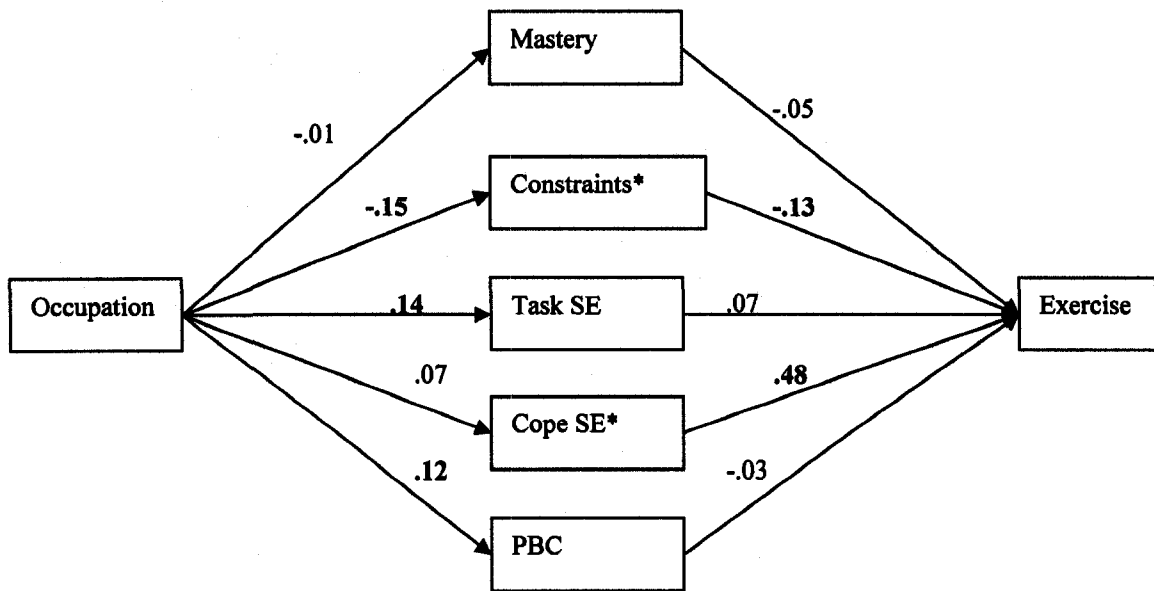 Mastery
-.01
-.05
Constraints*
-.15
-.13
Occupation
.14
Task SE
.07
Exercise
.07
Cope SE*
.48
.12
-.03
PBC